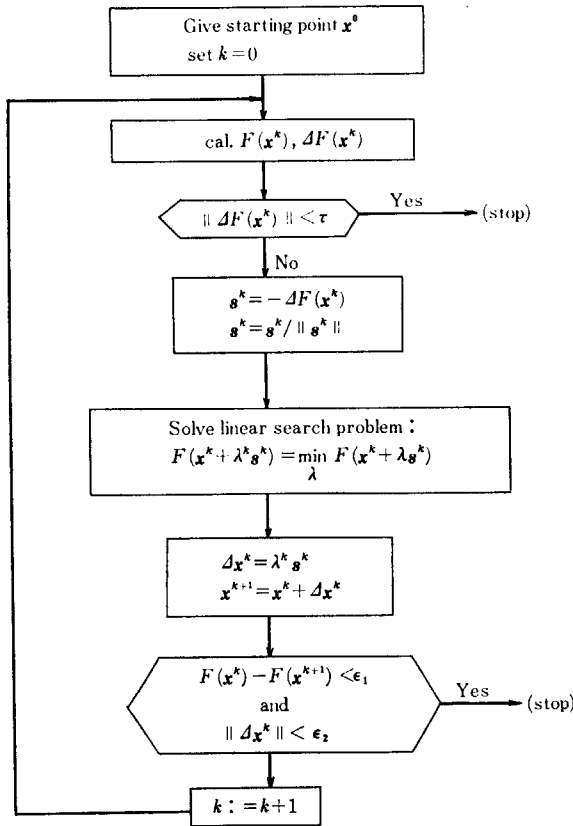 Give starting point x⁰
set k=0
cal. F(xᵏ), ΔF(xᵏ)
‖ ΔF(xᵏ) ‖ < τ
Yes
(stop)
No
sᵏ = −ΔF(xᵏ)
sᵏ = sᵏ / ‖ sᵏ ‖
Solve linear search problem :
F(xᵏ + λᵏsᵏ) = min F(xᵏ + λsᵏ)
λ
Δxᵏ = λᵏ sᵏ
xᵏ⁺¹ = xᵏ + Δxᵏ
F(xᵏ) − F(xᵏ⁺¹) < ϵ₁
and
‖ Δxᵏ ‖ < ϵ₂
Yes
(stop)
k : = k+1